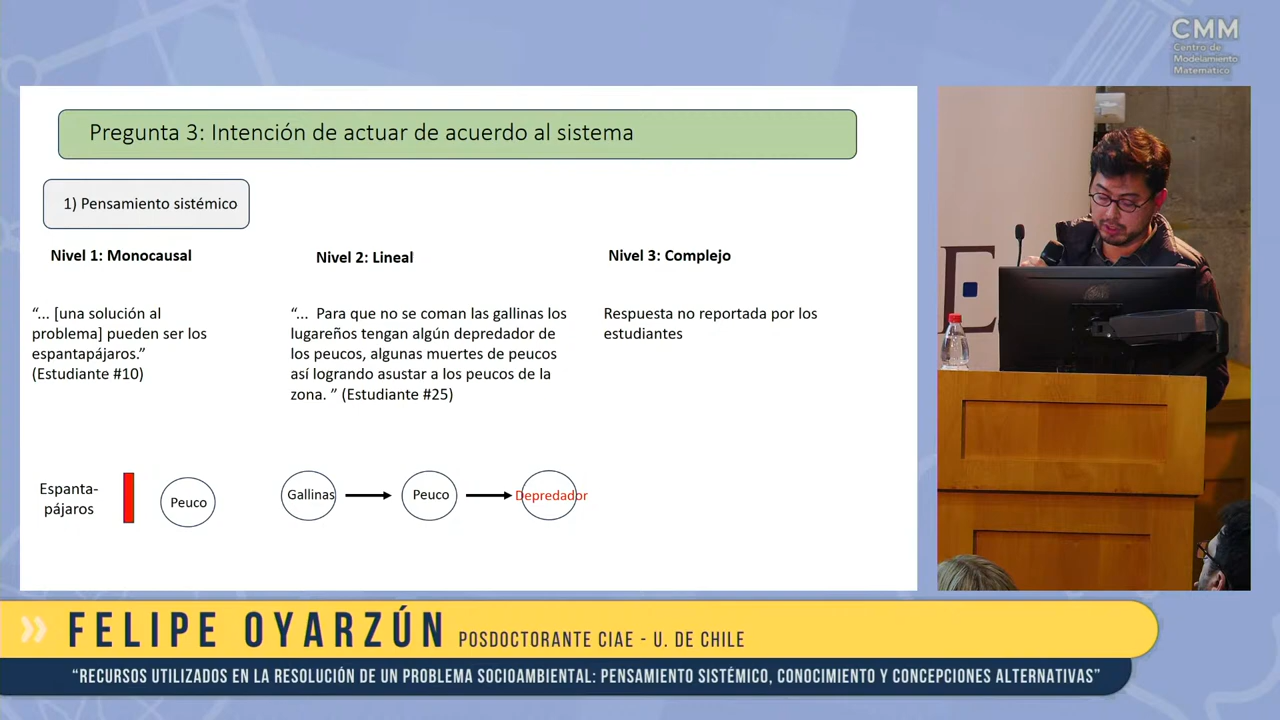 CMM
Centro de
Modelamiento
Matemático
Pregunta 3: Intención de actuar de acuerdo al sistema
1) Pensamiento sistémico
Nivel 1: Monocausal
“... [una solución al
problema] pueden ser los
espantapájaros.”
(Estudiante #10)
Nivel 2: Lineal
“... Para que no se coman las gallinas los
lugareños tengan algún depredador de
los peucos, algunas muertes de peucos
así logrando asustar a los peucos de la
zona. ” (Estudiante #25)
Nivel 3: Complejo
Respuesta no reportada por los
estudiantes
Espanta-
pájaros
Peuco
Gallinas
Peuco
Depredador
E
FELIPE OYARZÚN POSDOCTORANTE CIAE - U. DE CHILE
“RECURSOS UTILIZADOS EN LA RESOLUCIÓN DE UN PROBLEMA SOCIOAMBIENTAL: PENSAMIENTO SISTÉMICO, CONOCIMIENTO Y CONCEPCIONES ALTERNATIVAS”